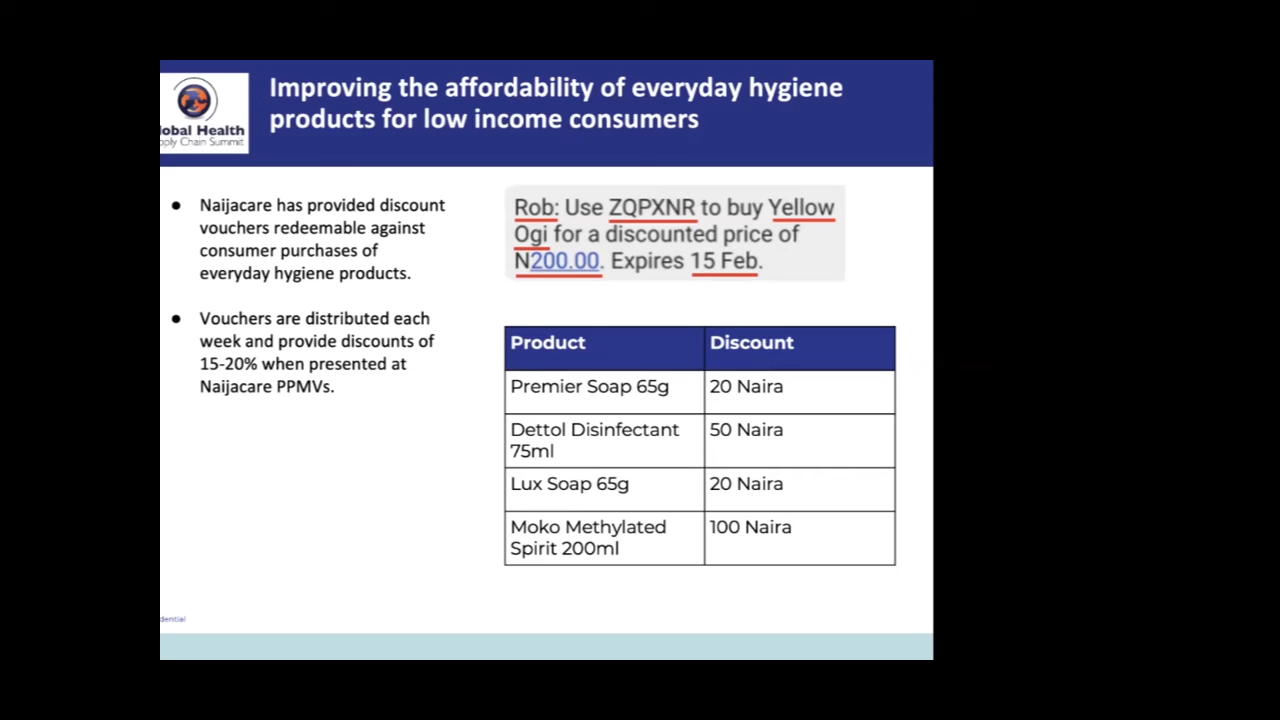 Improving the affordability of everyday hygiene
products for low income consumers
lobal Health
pply Chain Summit
● Naijacare has provided discount
vouchers redeemable against
consumer purchases of
everyday hygiene products.
● Vouchers are distributed each
week and provide discounts of
15-20% when presented at
Naijacare PPMVs.
Rob: Use ZQPXNR to buy Yellow
Ogi for a discounted price of
N200.00. Expires 15 Feb.
Product Discount
Premier Soap 65g 20 Naira
Dettol Disinfectant 50 Naira
75ml
Lux Soap 65g 20 Naira
Moko Methylated 100 Naira
Spirit 200ml
dential